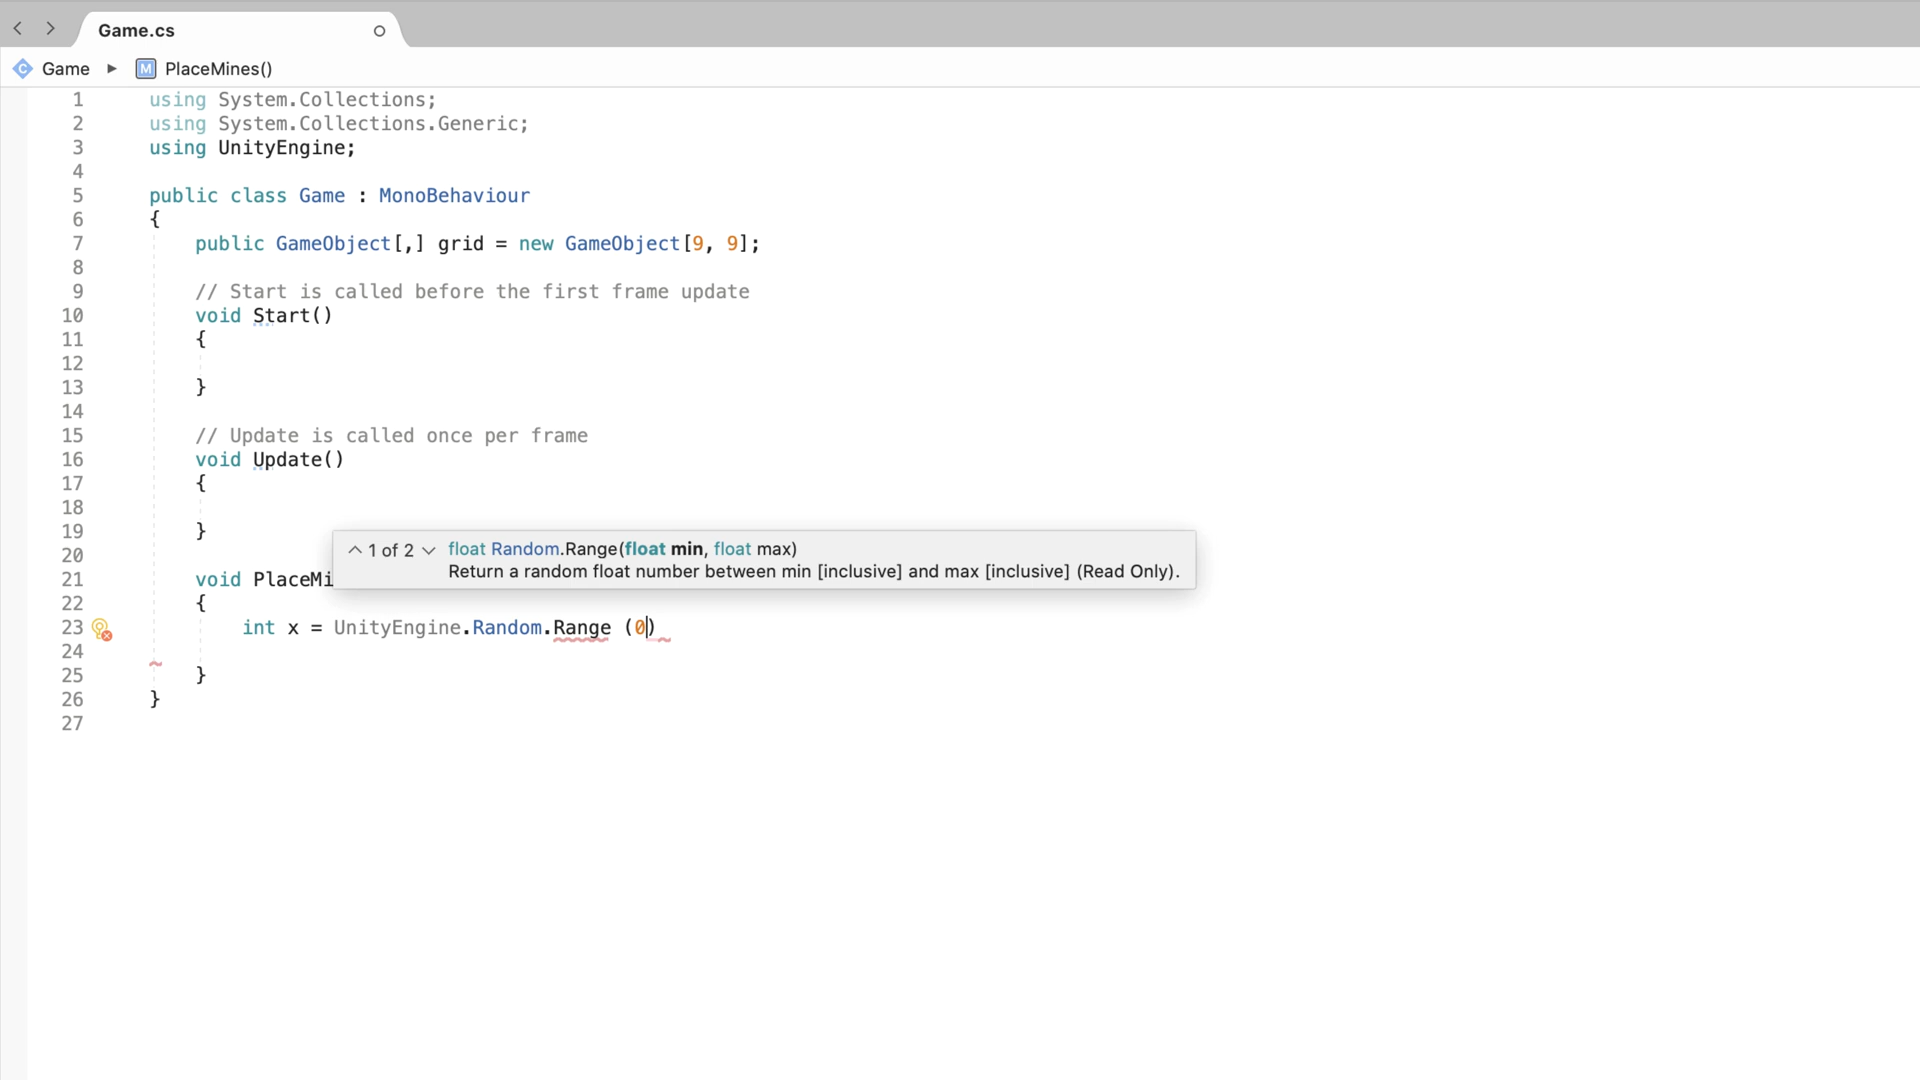 Game.cs
Game ▸ M PlaceMines()
1 using System.Collections;
2 using System.Collections.Generic;
3 using UnityEngine;
4
5 public class Game : MonoBehaviour
6 {
7 public GameObject[,] grid = new GameObject[9, 9];
8
9 // Start is called before the first frame update
10 void Start()
11 {
12
13 }
14
15 // Update is called once per frame
16 void Update()
17 {
18
19 }
1 of 2 float Random.Range(float min, float max)
Return a random float number between min [inclusive] and max [inclusive] (Read Only).
20
21 void PlaceMi
22 {
23 int x = UnityEngine.Random.Range (0)
24
25 }
26 }
27